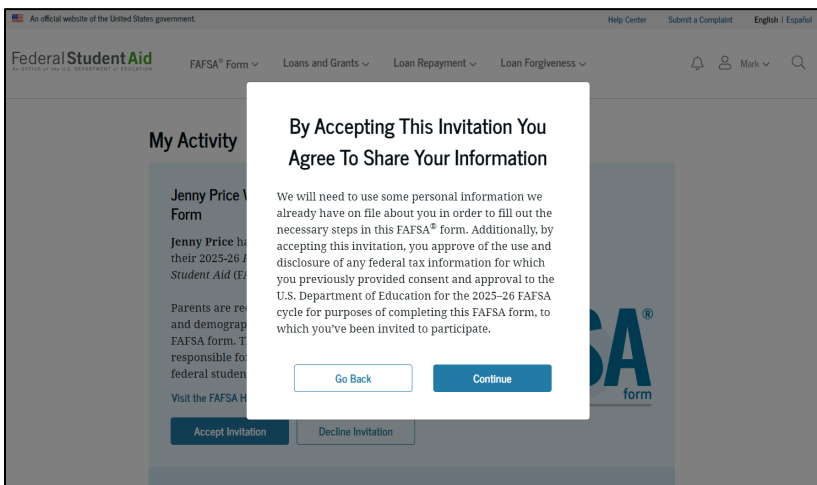 An official website of the United States government.
Help Center Submit a Complaint English | Español
Federal Student Aid
An OFFICE of the U.S. DEPARTMENT of EDUCATION
FAFSA® Form Loans and Grants Loan Repayment Loan Forgiveness Mark
My Activity
Jenny Price
Form
Jenny Price
their 2025-26
Student Aid
Parents are
and
FAFSA form.
responsible
federal
Visit the FAFSA
Accept Invitation Decline Invitation
By Accepting This Invitation You
Agree To Share Your Information
We will need to use some personal information we
already have on file about you in order to fill out the
necessary steps in this FAFSA® form. Additionally, by
accepting this invitation, you approve of the use and
disclosure of any federal tax information for which
you previously provided consent and approval to the
U.S. Department of Education for the 2025–26 FAFSA
cycle for purposes of completing this FAFSA form, to
which you've been invited to participate.
Go Back Continue
SA®
form